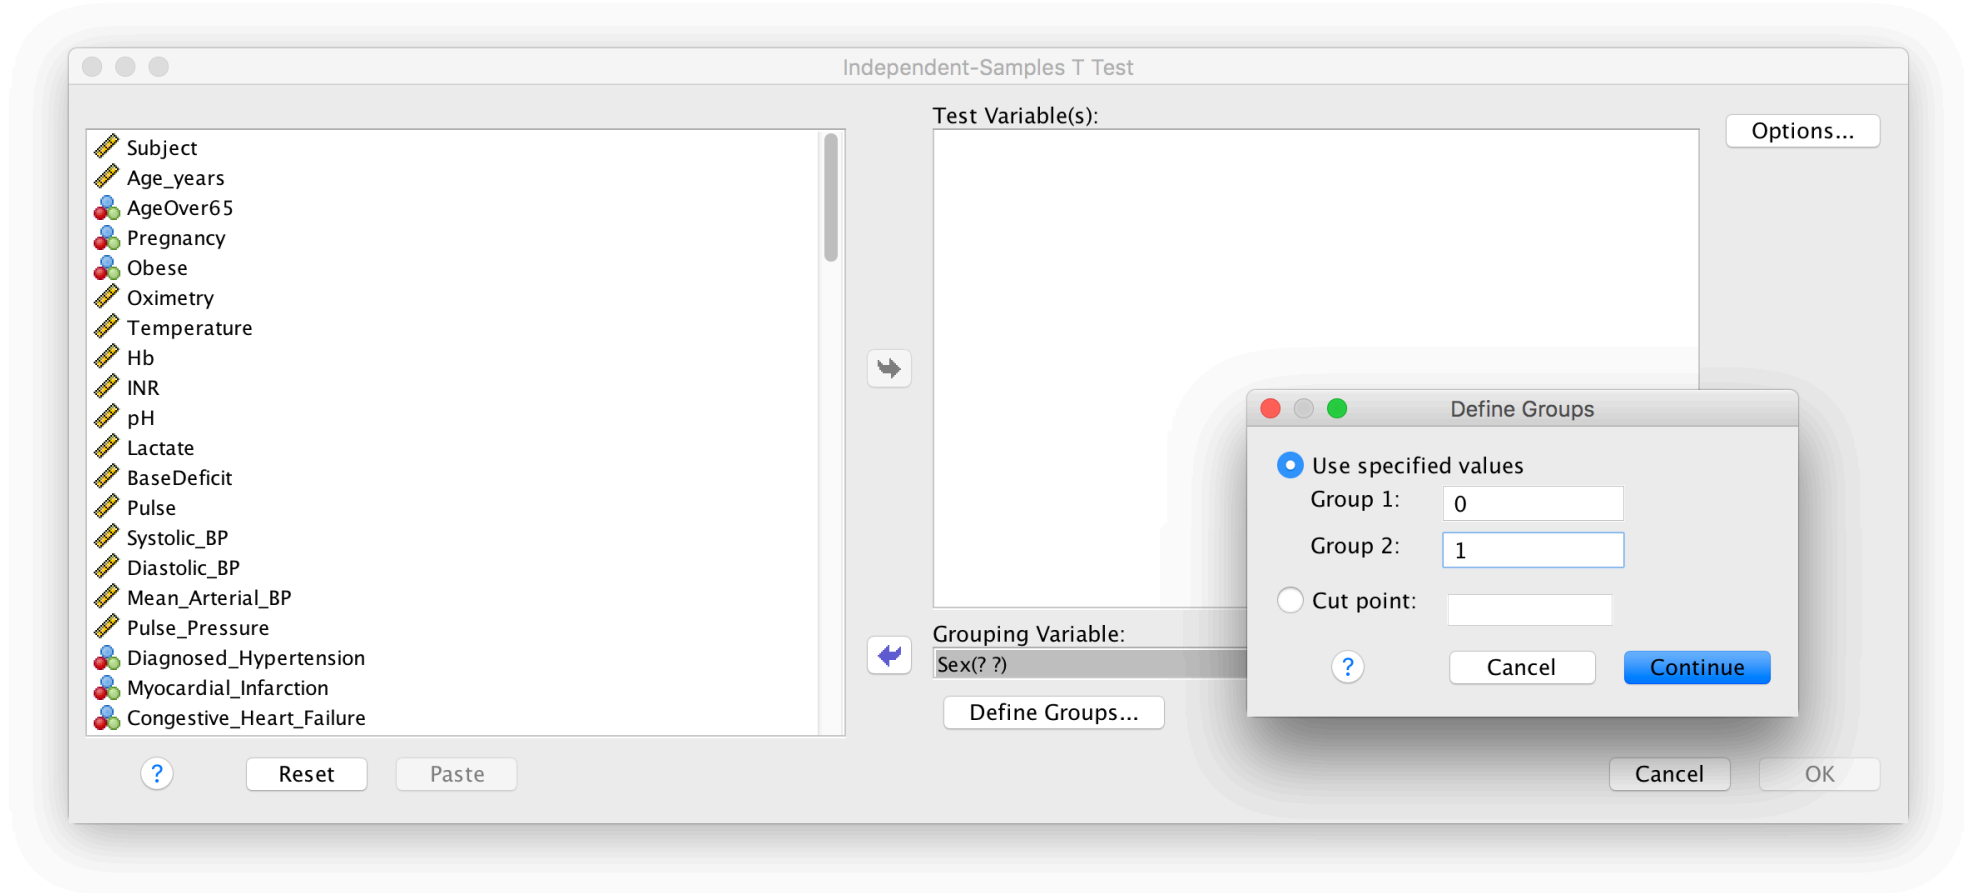 Independent-Samples T Test
Test Variable(s):
Options...
Subject
Age_years
AgeOver65
Pregnancy
Obese
Oximetry
Temperature
Hb
INR
pH
Lactate
BaseDeficit
Pulse
Systolic_BP
Diastolic_BP
Mean_Arterial_BP
Pulse_Pressure
Diagnosed_Hypertension
Myocardial_Infarction
Congestive_Heart_Failure
Grouping Variable:
Sex(? ?)
Define Groups...
Define Groups
Use specified values
Group 1: 0
Group 2: 1
Cut point:
? Cancel Continue
? Reset Paste Cancel OK